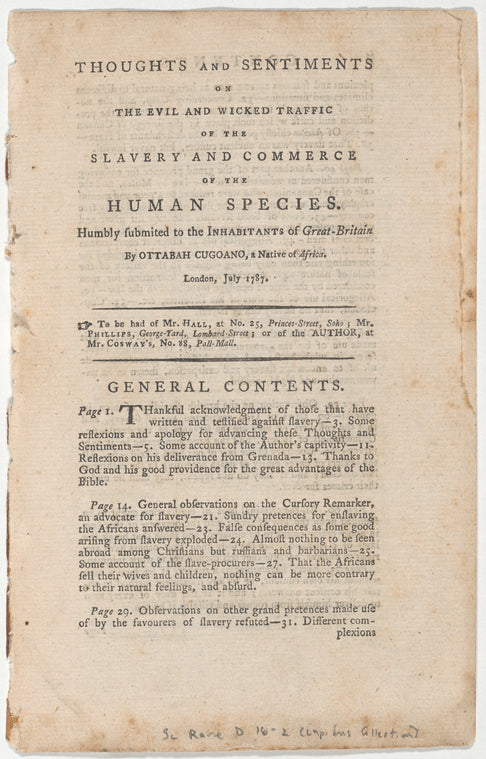 THOUGHTS AND SENTIMENTS
ON
THE EVIL AND WICKED TRAFFIC
OF THE
SLAVERY AND COMMERCE
OF THE
HUMAN SPECIES.
Humbly ſubmited to the INHABITANTS of Great-Britain
By OTTABAH CUGOANO, a Native of Africa.
London, July 1787.
☛ To be had of Mr. HALL, at No. 25, Princes-Street, Soho; Mr.
PHILLIPS, George-Yard, Lombard-Street; or of the AUTHOR, at
Mr. COSWAY's, No. 88, Pall-Mall.
GENERAL CONTENTS.
Page 1. THankful acknowledgment of thoſe that have
written and teſtified againſt ſlavery—3. Some
reflexions and apology for advancing theſe Thoughts and
Sentiments—5. Some account of the Author's captivity—11.
Reflexions on his deliverance from Grenada—13. Thanks to
God and his good providence for the great advantages of the
Bible.
Page 14. General obſervations on the Curſory Remarker,
an advocate for ſlavery—21. Sundry pretences for enſlaving
the Africans anſwered—23. Falſe conſequences as ſome good
ariſing from ſlavery exploded—24. Almoſt nothing to be ſeen
abroad among Chriſtians but ruffians and barbarians—25.
Some account of the ſlave-procurers—27. That the Africans
ſell their wives and children, nothing can be more contrary
to their natural feelings, and abſurd.
Page 29. Obſervations on other grand pretences made uſe
of by the favourers of ſlavery refuted—31. Different com-
plexions
Sc Rare D 18-2